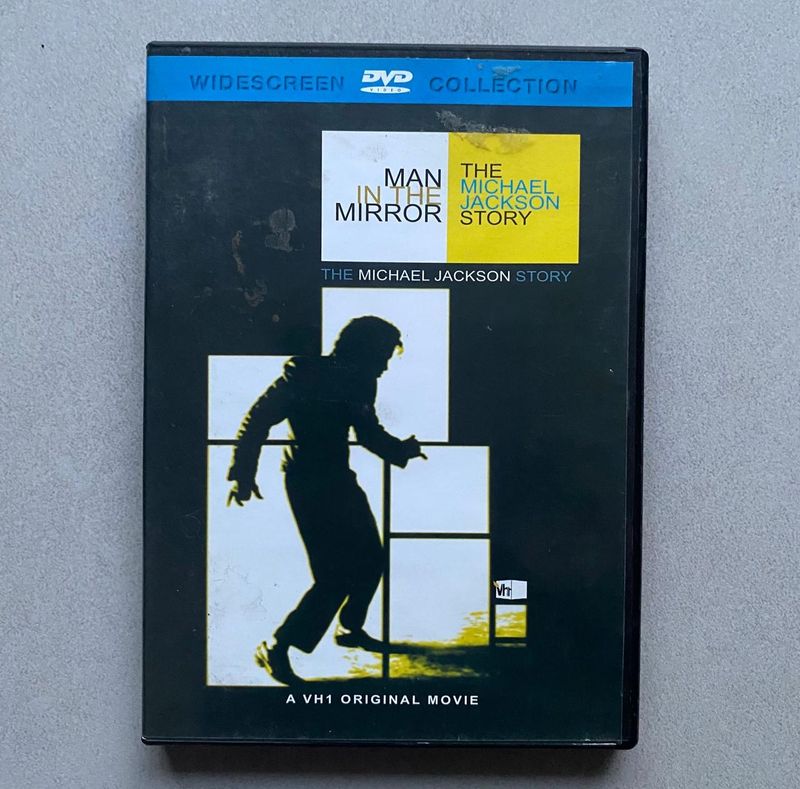 WIDESCREEN DVD VIDEO COLLECTION
MAN
IN THE
MIRROR
THE
MICHAEL
JACKSON
STORY
THE MICHAEL JACKSON STORY
vh1
A VH1 ORIGINAL MOVIE